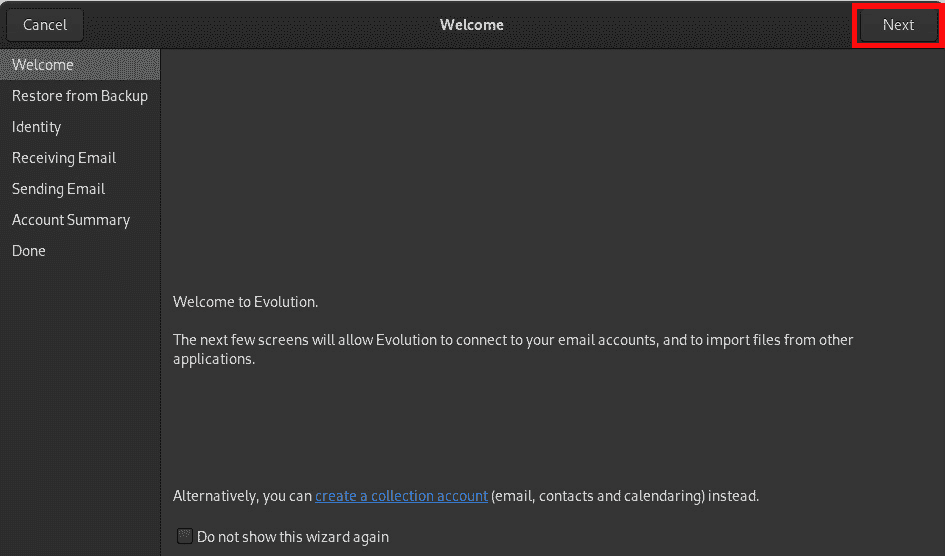 Cancel
Welcome
Next
Welcome
Restore from Backup
Identity
Receiving Email
Sending Email
Account Summary
Done
Welcome to Evolution.
The next few screens will allow Evolution to connect to your email accounts, and to import files from other
applications.
Alternatively, you can create a collection account (email, contacts and calendaring) instead.
Do not show this wizard again